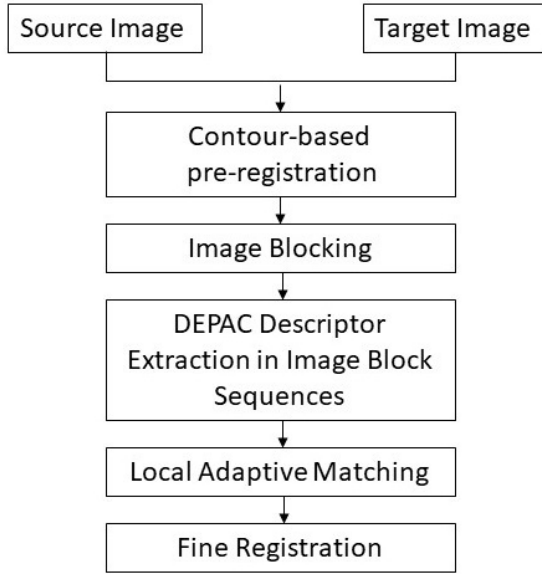 Source Image
Target Image
Contour-based
pre-registration
Image Blocking
DEPAC Descriptor
Extraction in Image Block
Sequences
Local Adaptive Matching
Fine Registration